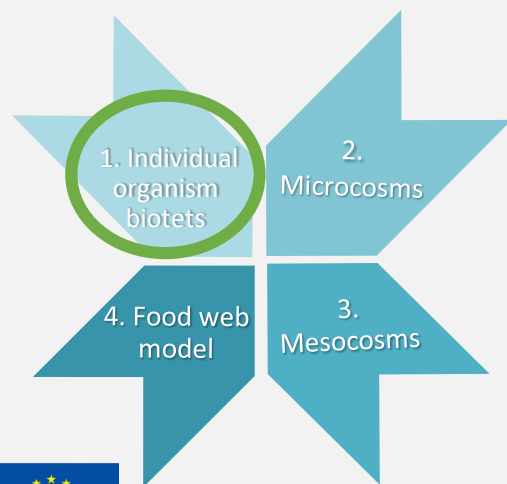 1. Individual
organism
biotets
2.
Microcosms
4. Food web
model
3.
Mesocosms